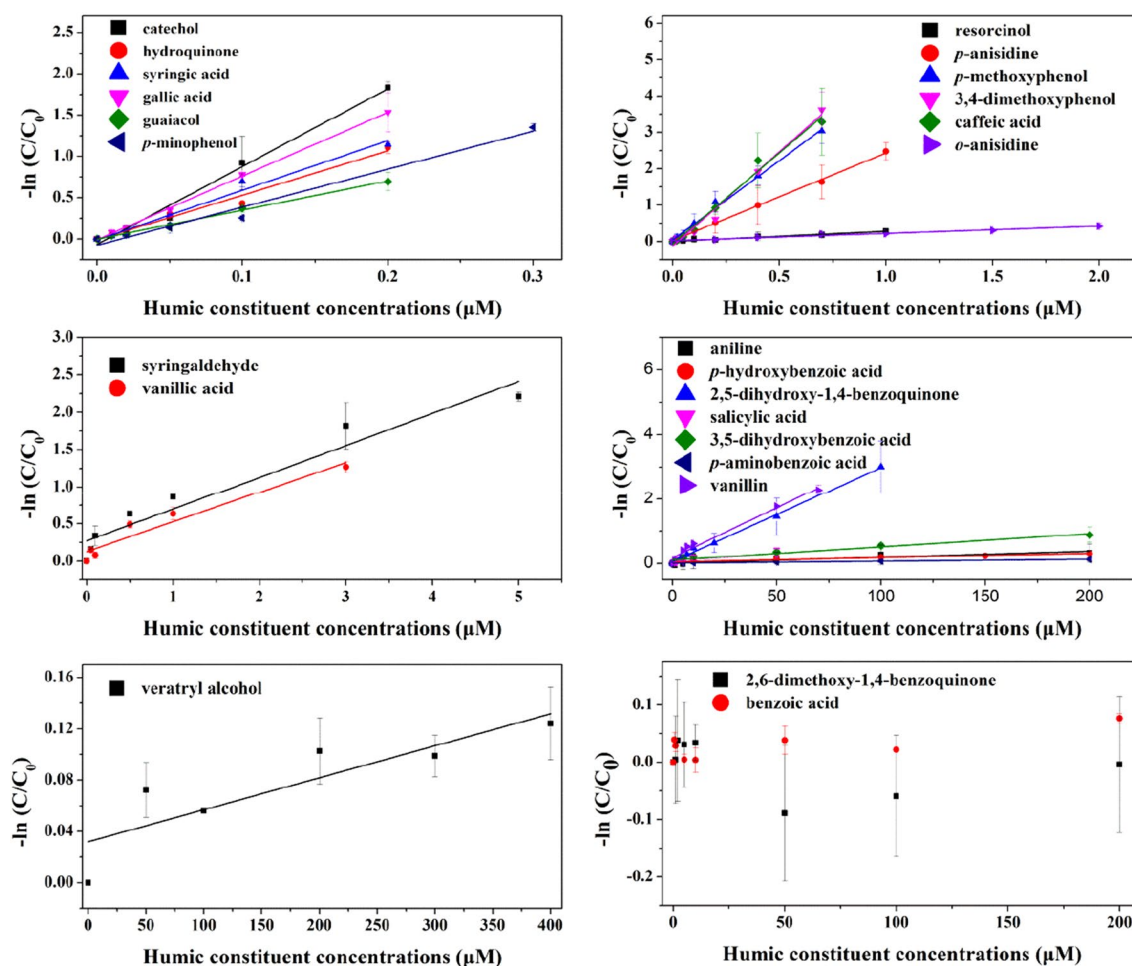 catechol
hydroquinone
syringic acid
gallic acid
guaiacol
p-minophenol
-ln (C/C0)
2.5
2.0
1.5
1.0
0.5
0.0
0.0 0.1 0.2 0.3
Humic constituent concentrations (μM)
resorcinol
p-anisidine
p-methoxyphenol
3,4-dimethoxyphenol
caffeic acid
o-anisidine
-ln (C/C0)
6
5
4
3
2
1
0
-1
0.0 0.5 1.0 1.5 2.0
Humic constituent concentrations (μM)
syringaldehyde
vanillic acid
-ln (C/C0)
3.0
2.5
2.0
1.5
1.0
0.5
0.0
0 1 2 3 4 5
Humic constituent concentrations (μM)
aniline
p-hydroxybenzoic acid
2,5-dihydroxy-1,4-benzoquinone
salicylic acid
3,5-dihydroxybenzoic acid
p-aminobenzoic acid
vanillin
-ln (C/C0)
6
4
2
0
0 50 100 150 200
Humic constituent concentrations (μM)
veratryl alcohol
-ln (C/C0)
0.16
0.12
0.08
0.04
0.00
0 50 100 150 200 250 300 350 400
Humic constituent concentrations (μM)
2,6-dimethoxy-1,4-benzoquinone
benzoic acid
-ln (C/C0)
0.1
0.0
-0.1
-0.2
0 50 100 150 200
Humic constituent concentrations (μM)